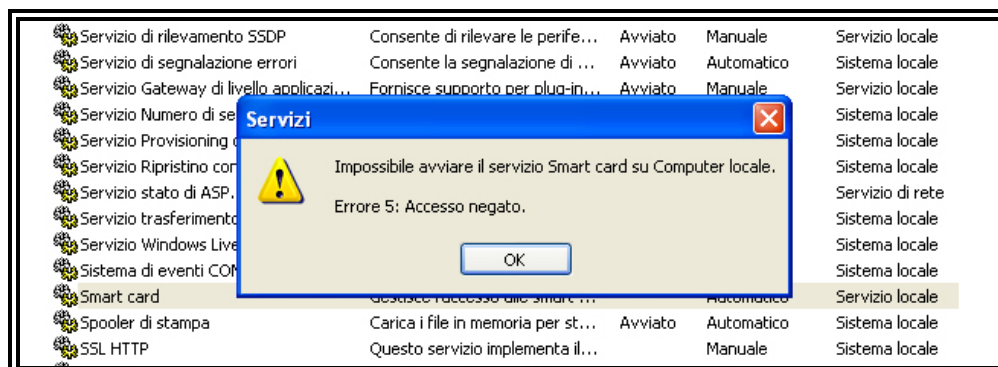 Servizio di rilevamento SSDP Consente di rilevare le perife... Avviato Manuale Servizio locale
Servizio di segnalazione errori Consente la segnalazione di ... Avviato Automatico Sistema locale
Servizio Gateway di livello applicazi... Fornisce supporto per plug-in... Avviato Manuale Servizio locale
Servizio Numero di se Sistema locale
Servizi
Servizio Provisioning Sistema locale
Servizio Ripristino con Sistema locale
Impossibile avviare il servizio Smart card su Computer locale.
Servizio stato di ASP. Servizio di rete
Errore 5: Accesso negato.
Servizio trasferimento Sistema locale
Servizio Windows Live Sistema locale
OK
Sistema di eventi COM Sistema locale
Smart card Gestisce l'accesso alle smart ... Automatico Servizio locale
Spooler di stampa Carica i file in memoria per st... Avviato Automatico Sistema locale
SSL HTTP Questo servizio implementa il... Manuale Sistema locale